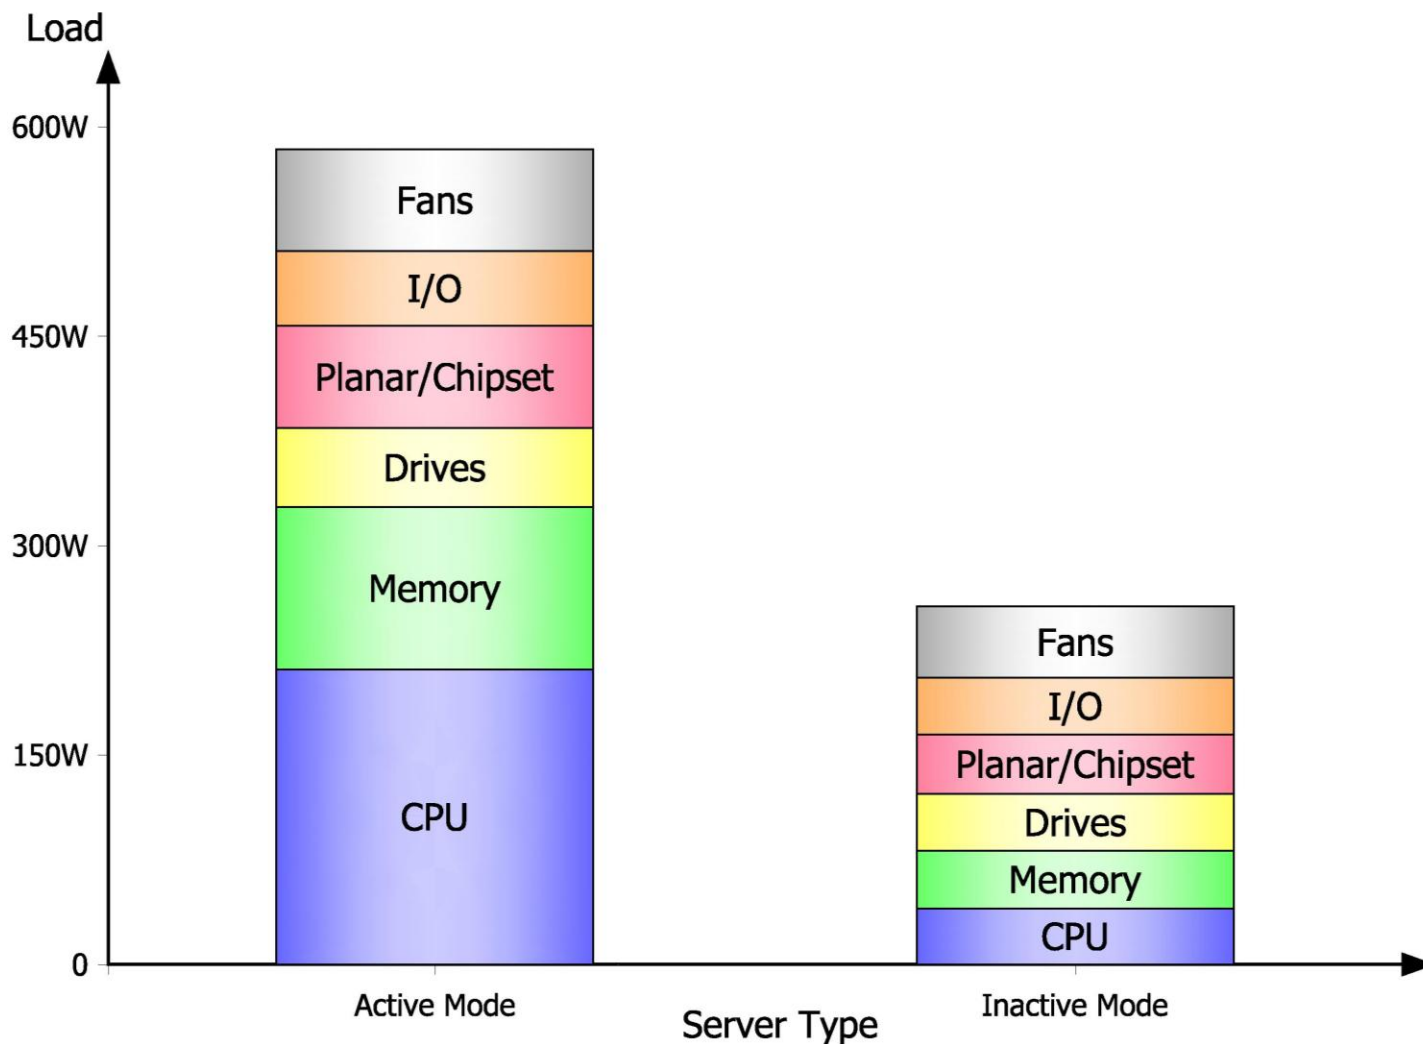 Load
600W
450W
300W
150W
0
Fans
I/O
Planar/Chipset
Drives
Memory
CPU
Fans
I/O
Planar/Chipset
Drives
Memory
CPU
Active Mode
Inactive Mode
Server Type